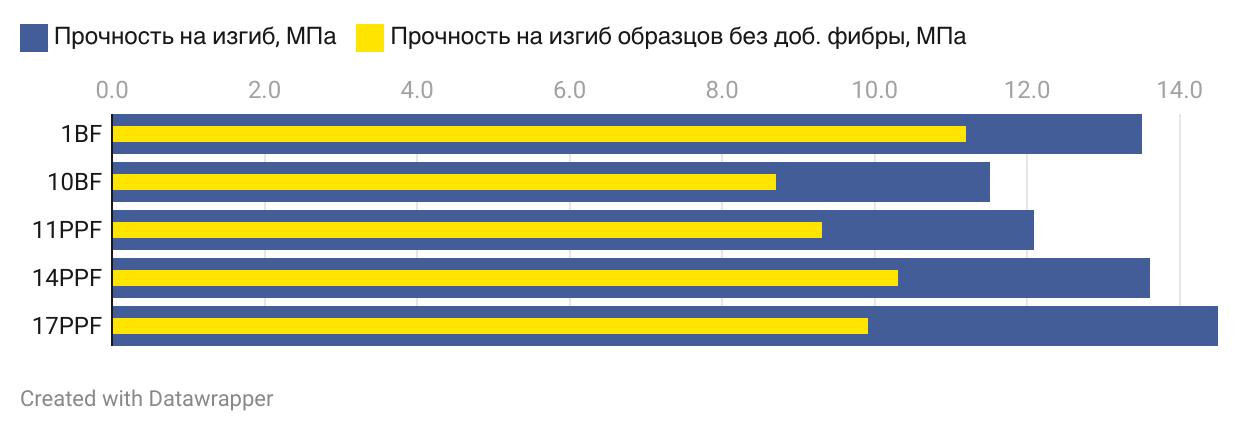 Прочность на изгиб, МПа Прочность на изгиб образцов без доб. фибры, МПа
0.0 2.0 4.0 6.0 8.0 10.0 12.0 14.0
1BF
10BF
11PPF
14PPF
17PPF
Created with Datawrapper